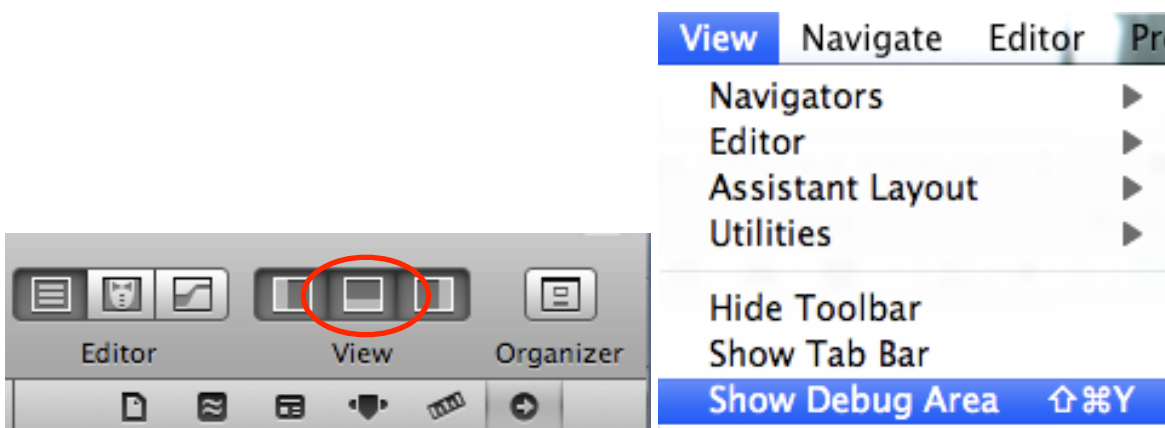 Editor View Organizer
View Navigate Editor
Navigators
Editor
Assistant Layout
Utilities
Hide Toolbar
Show Tab Bar
Show Debug Area ⇧⌘Y